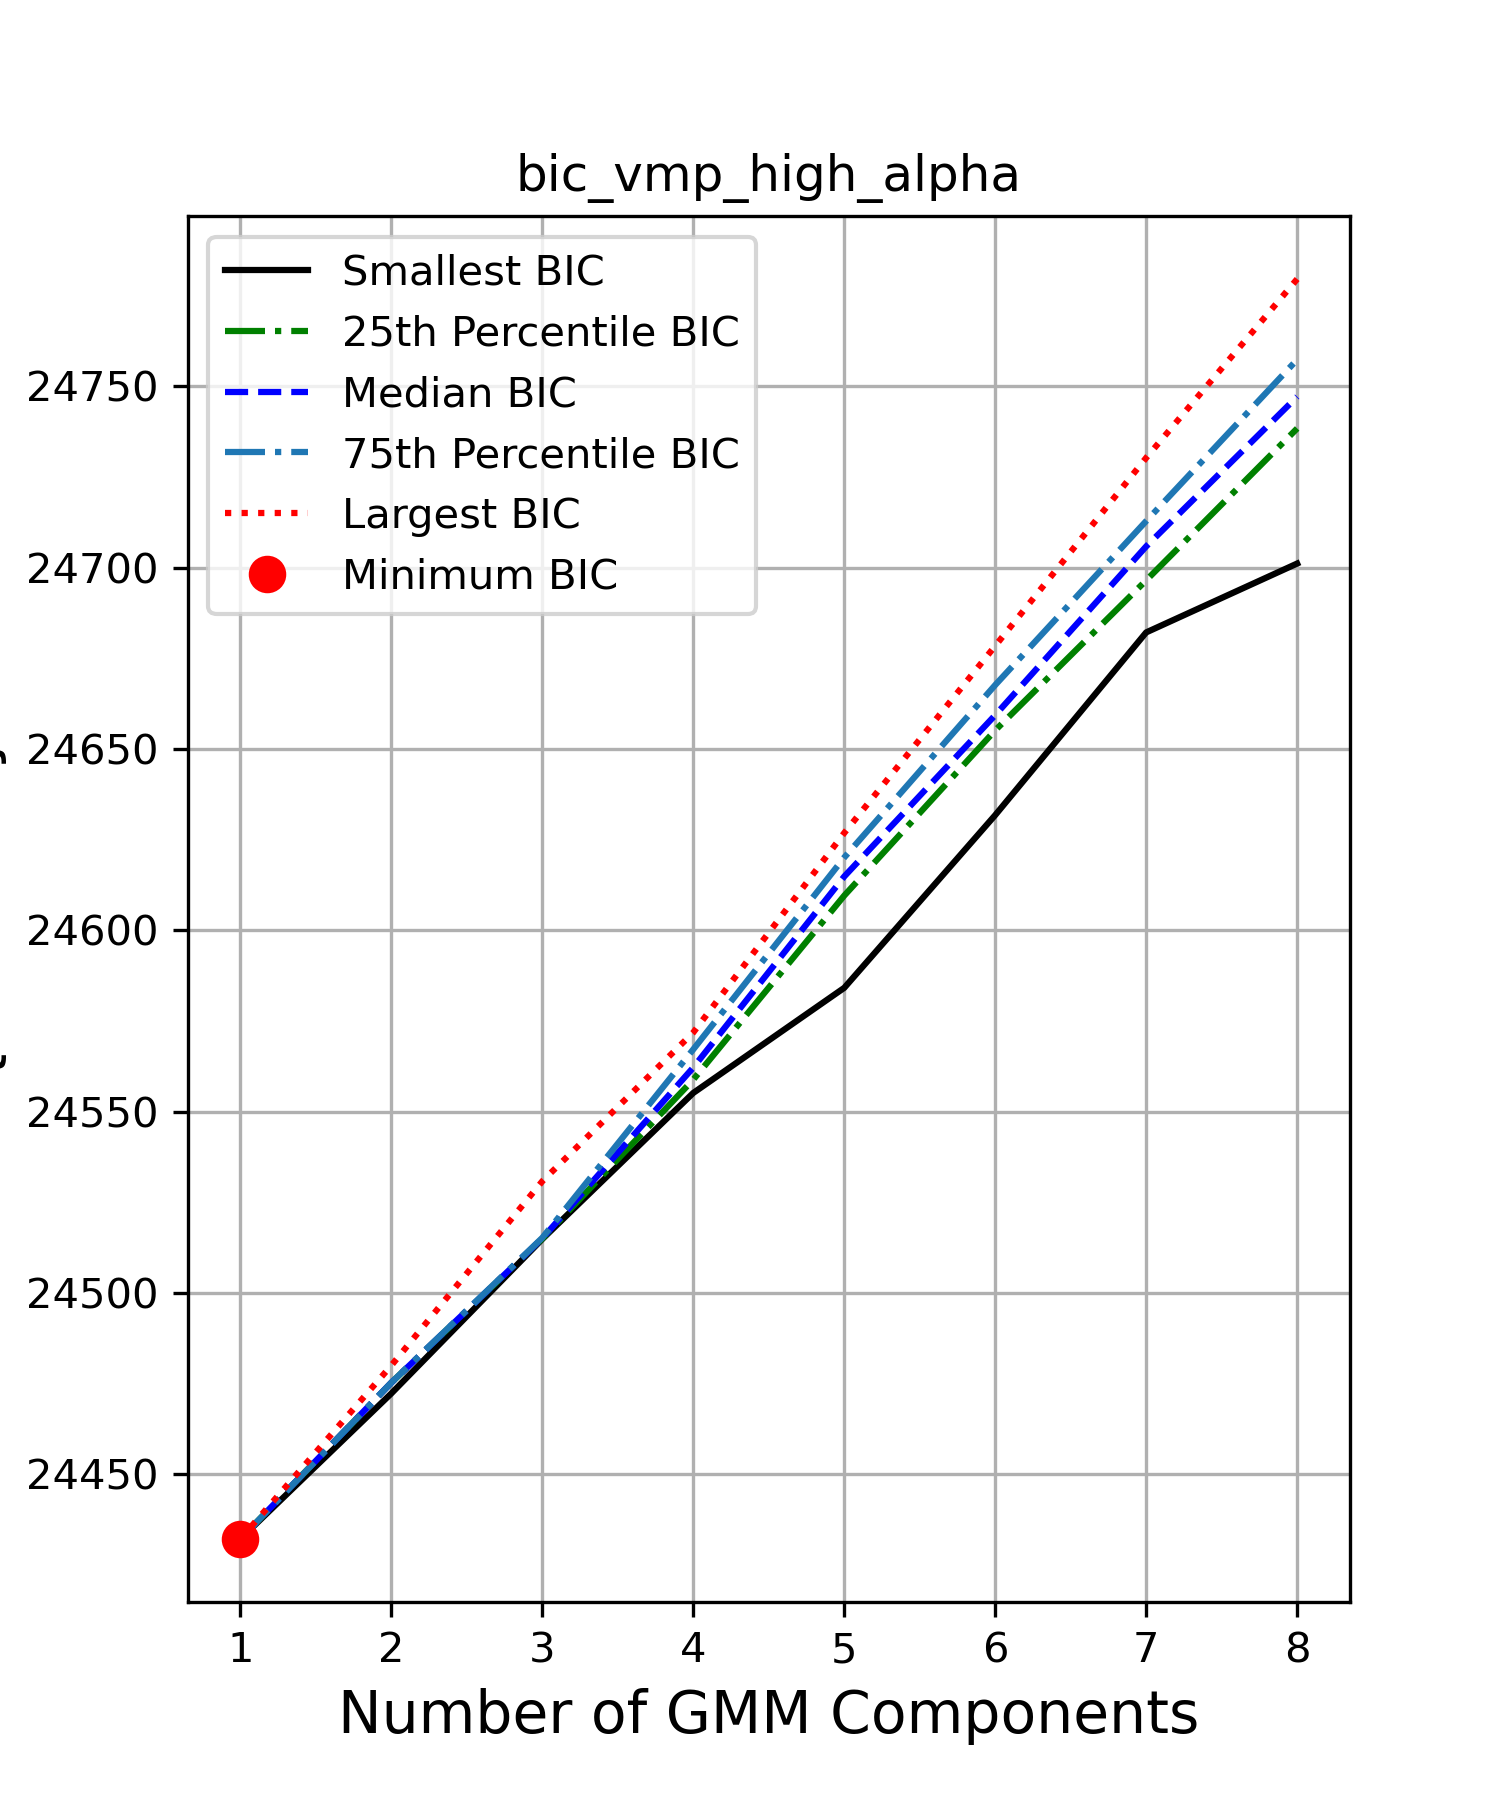 bic_vmp_high_alpha
Smallest BIC
25th Percentile BIC
Median BIC
75th Percentile BIC
Largest BIC
Minimum BIC
24750
24700
24650
24600
24550
24500
24450
1 2 3 4 5 6 7 8
Number of GMM Components